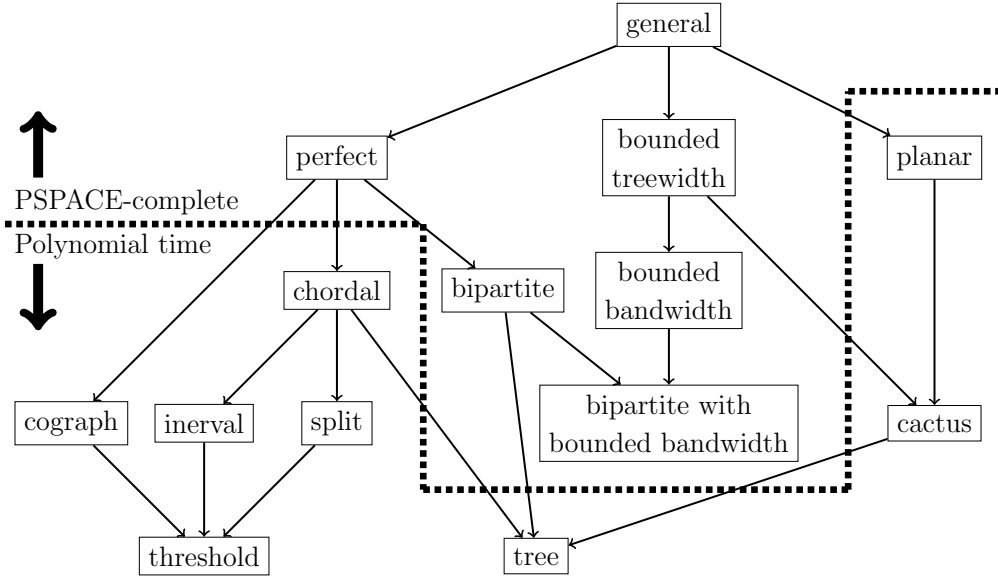 general
bounded
treewidth
perfect
planar
PSPACE-complete
Polynomial time
chordal
bipartite
bounded
bandwidth
cograph
inerval
split
bipartite with
bounded bandwidth
cactus
threshold
tree